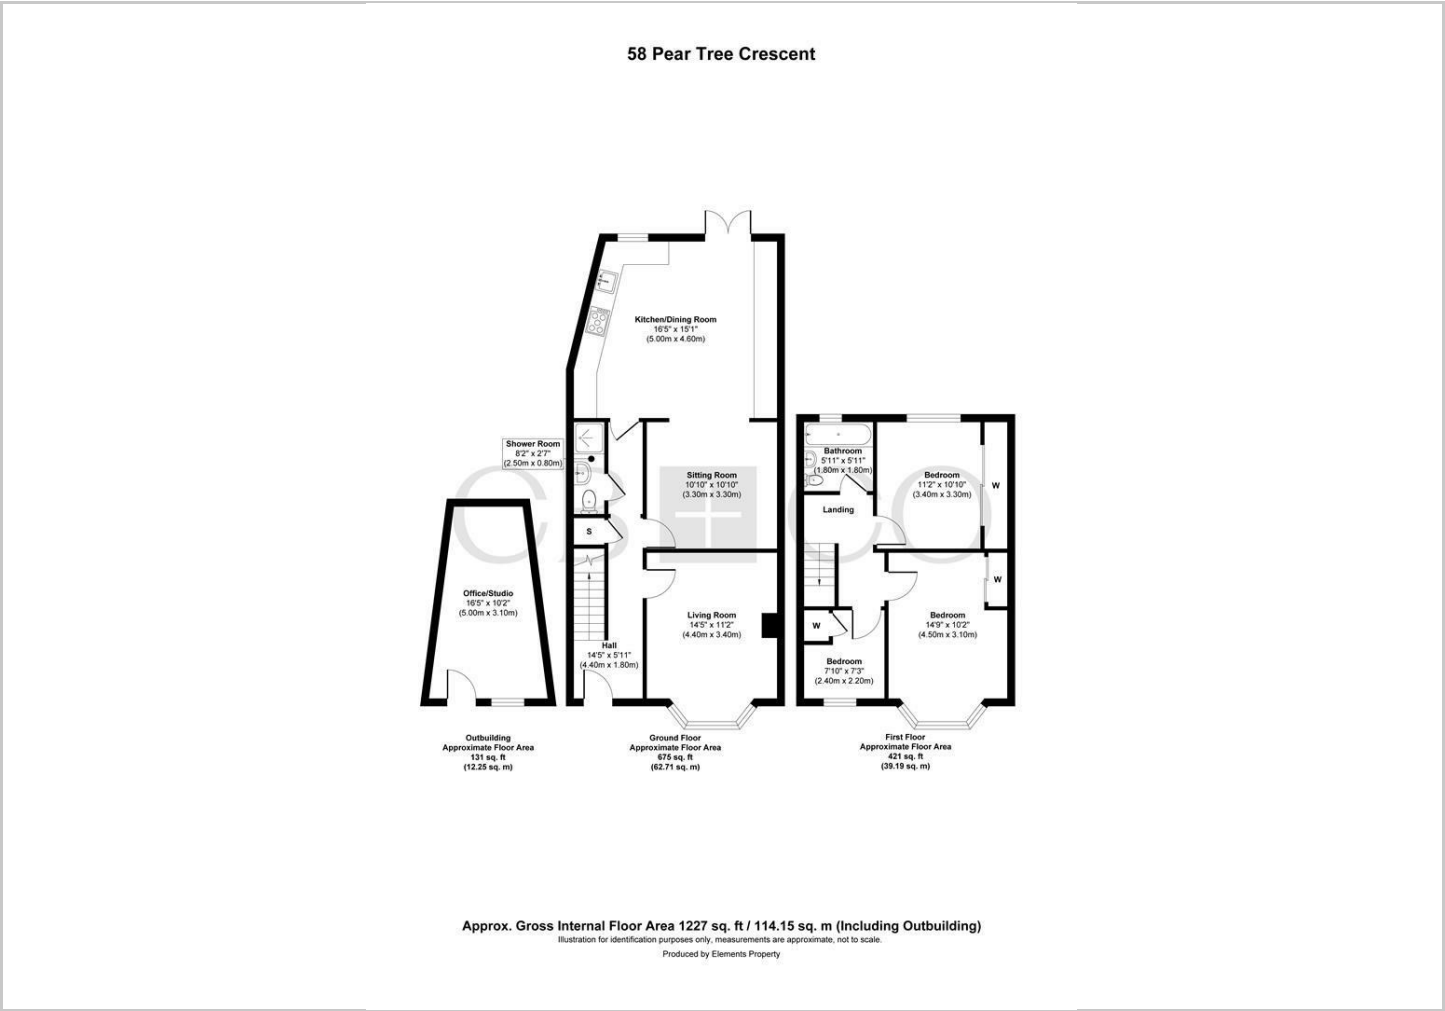 58 Pear Tree Crescent
Kitchen/Dining Room
16'5" x 15'1"
(5.00m x 4.60m)
Shower Room
8'2" x 2'7"
(2.50m x 0.80m)
Sitting Room
10'10" x 10'10"
(3.30m x 3.30m)
S
Living Room
14'5" x 11'2"
(4.40m x 3.40m)
Hall
14'5" x 5'11"
(4.40m x 1.80m)
Office/Studio
16'5" x 10'2"
(5.00m x 3.10m)
Bathroom
5'11" x 5'11"
(1.80m x 1.80m)
Bedroom
11'2" x 10'10"
(3.40m x 3.30m)
W
Landing
W
Bedroom
14'9" x 10'2"
(4.50m x 3.10m)
W
Bedroom
7'10" x 7'3"
(2.40m x 2.20m)
CB CO
Outbuilding
Approximate Floor Area
131 sq. ft
(12.25 sq. m)
Ground Floor
Approximate Floor Area
675 sq. ft
(62.71 sq. m)
First Floor
Approximate Floor Area
421 sq. ft
(39.19 sq. m)
Approx. Gross Internal Floor Area 1227 sq. ft / 114.15 sq. m (Including Outbuilding)
Illustration for identification purposes only, measurements are approximate, not to scale.
Produced by Elements Property